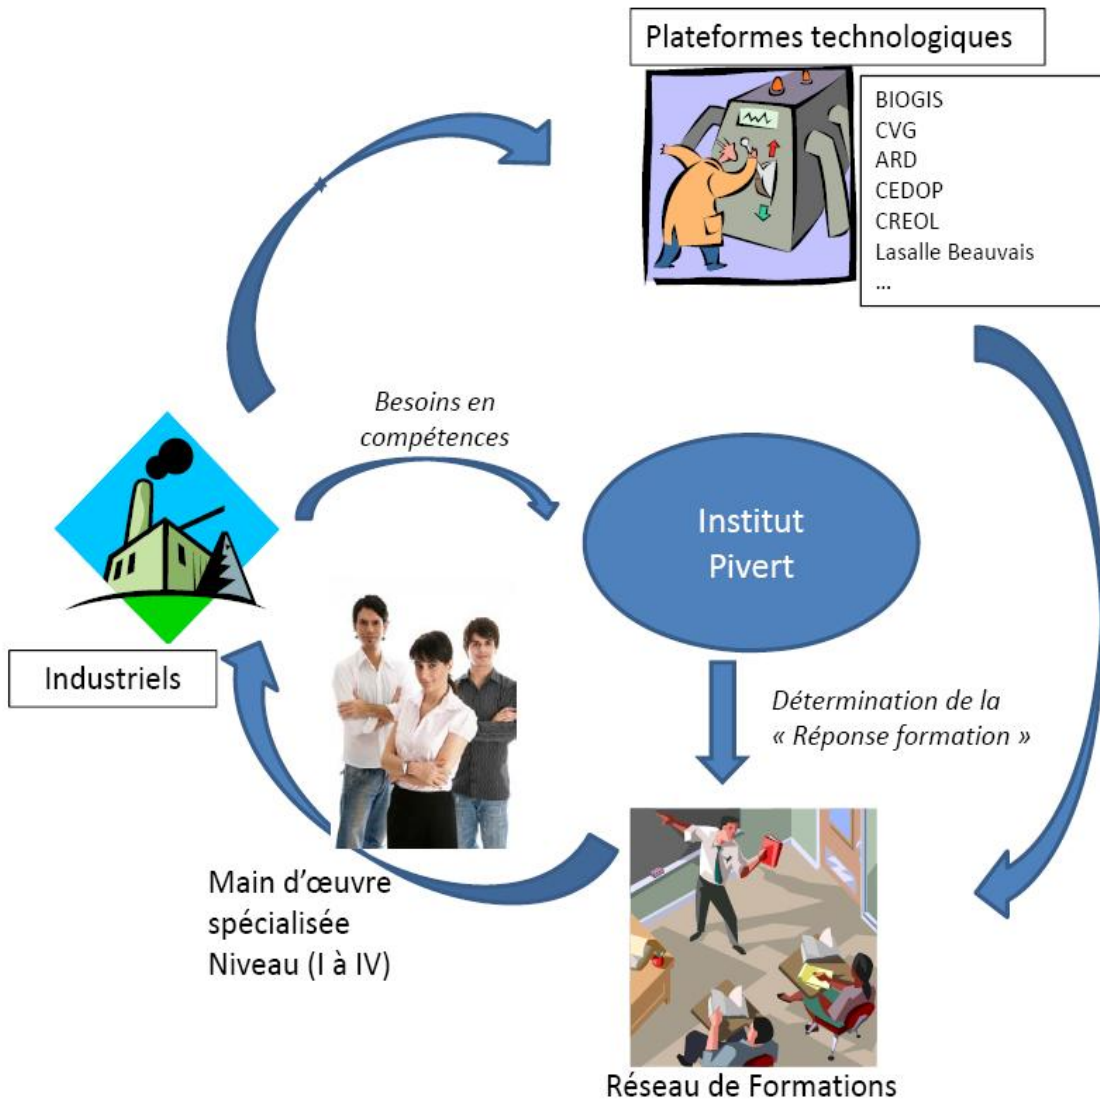 Plateformes technologiques
BIOGIS
CVG
ARD
CEDOP
CREOL
Lasalle Beauvais
...
Besoins en
compétences
Institut
Pivert
Industriels
Détermination de la
« Réponse formation »
Main d’œuvre
spécialisée
Niveau (I à IV)
Réseau de Formations